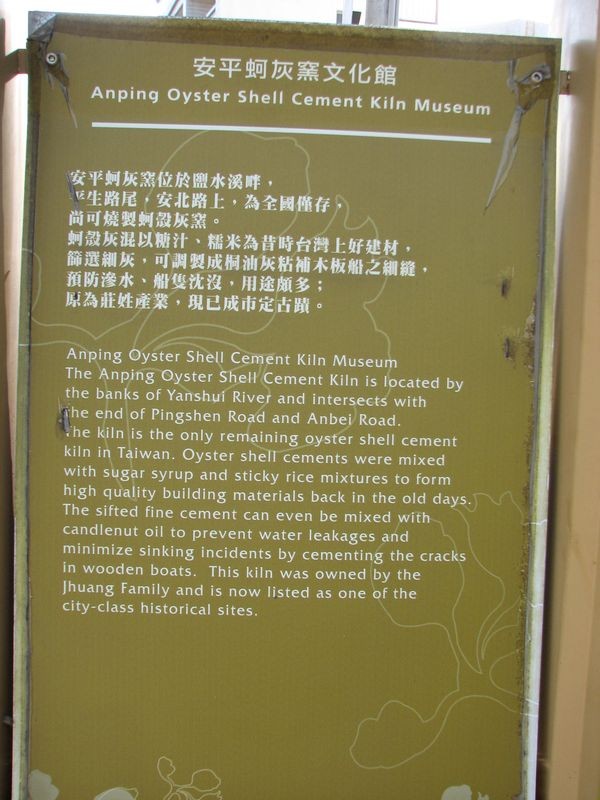 安平蚵灰窯文化館
Anping Oyster Shell Cement Kiln Museum
安平蚵灰窯位於鹽水溪畔，
平生路尾，安北路上，為全國僅存，
尚可燒製蚵殼灰窯。
蚵殼灰混以糖汁、糯米為昔時台灣上好建材，
篩選細灰，可調製成桐油灰粘補木板船之細縫，
預防滲水、船隻沈沒，用途頗多；
原為莊姓產業，現已成市定古蹟。
Anping Oyster Shell Cement Kiln Museum
The Anping Oyster Shell Cement Kiln is located by
the banks of Yanshui River and intersects with
the end of Pingshen Road and Anbei Road.
The kiln is the only remaining oyster shell cement
kiln in Taiwan. Oyster shell cements were mixed
with sugar syrup and sticky rice mixtures to form
high quality building materials back in the old days.
The sifted fine cement can even be mixed with
candlenut oil to prevent water leakages and
minimize sinking incidents by cementing the cracks
in wooden boats. This kiln was owned by the
Jhuang Family and is now listed as one of the
city-class historical sites.